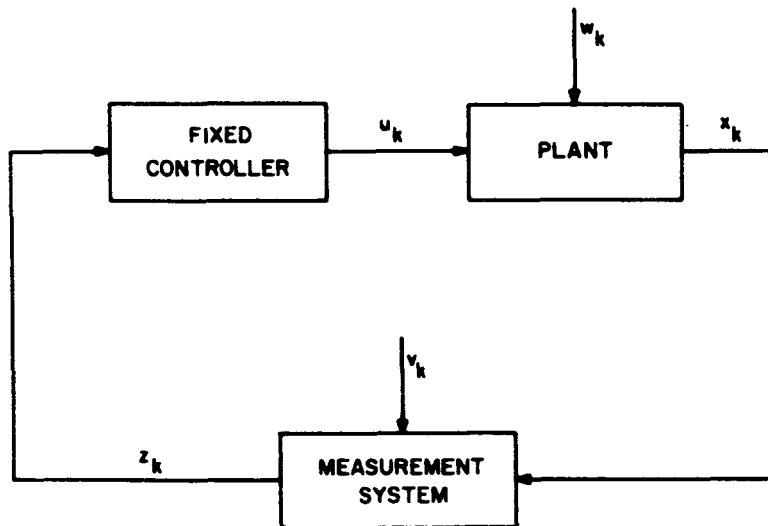 w_k
FIXED
CONTROLLER
u_k
PLANT
x_k
v_k
z_k
MEASUREMENT
SYSTEM